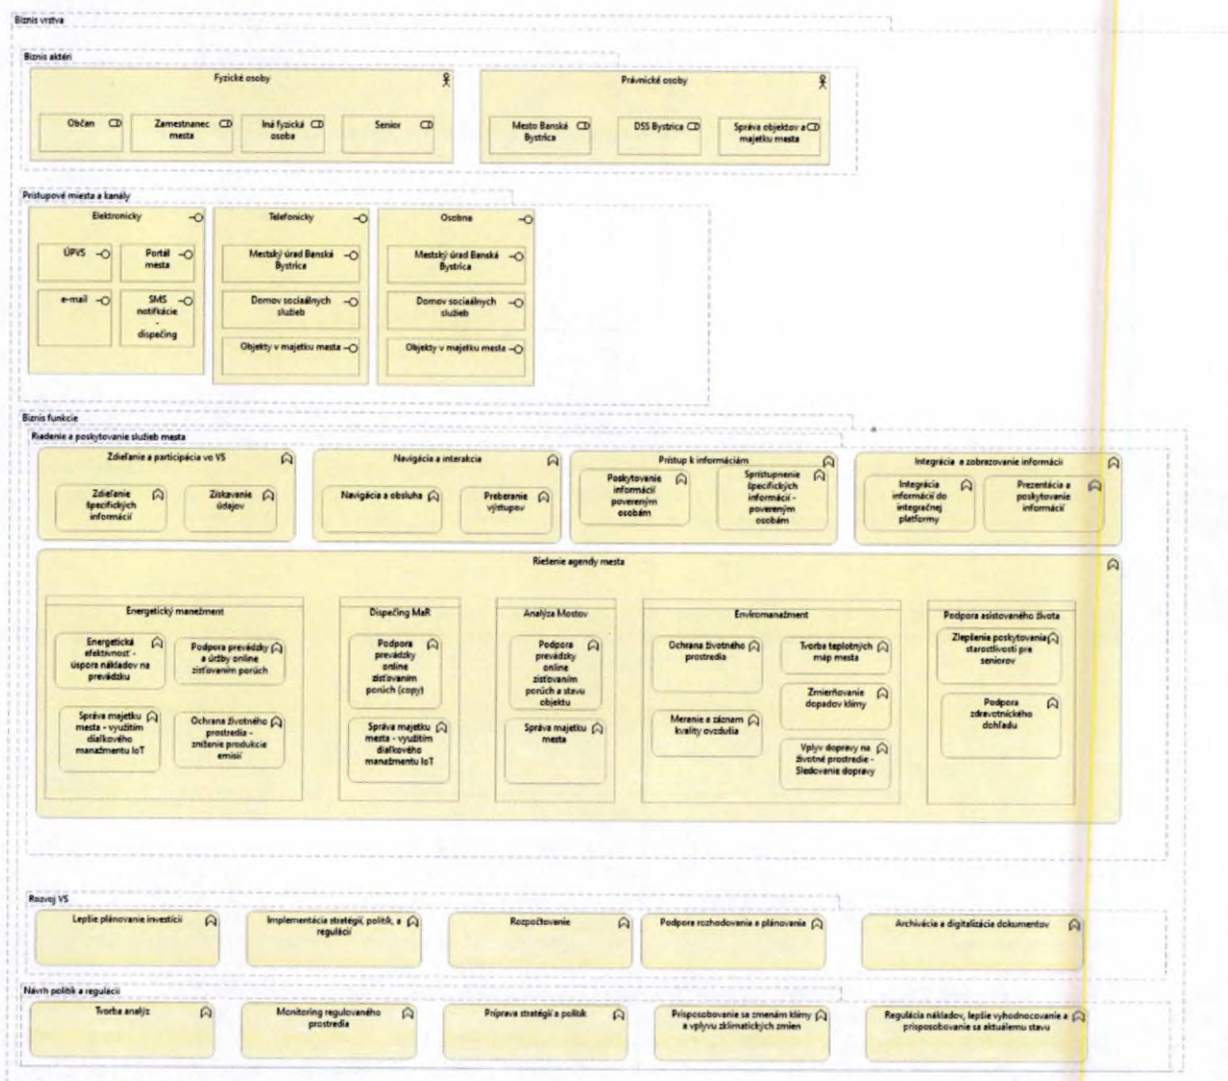 Biznis vrstva
Biznis aktéri
Fyzické osoby
Občan
Zamestnanec
mesta
Iná fyzická
osoba
Senior
Právnické osoby
Mesto Banská
Bystrica
DSS Bystrica
Správa objektov a
majetku mesta
Prístupové miesta a kanály
Elektronicky
ÚPVS
Portál
mesta
e-mail
SMS
notifikácie
-
dispečing
Telefonicky
Mestský úrad Banská
Bystrica
Domov sociálnych
služieb
Objekty v majetku mesta
Osobne
Mestský úrad Banská
Bystrica
Domov sociálnych
služieb
Objekty v majetku mesta
Biznis funkcie
Riadenie a poskytovanie služieb mesta
Zdieľanie a participácia vo VS
Zdieľanie
špecifických
informácií
Získavanie
údajov
Navigácia a interakcia
Navigácia a obsluha
Preberanie
výstupov
Prístup k informáciám
Poskytovanie
informácií
povereným
osobám
Sprístupnenie
špecifických
informácií -
povereným
osobám
Integrácia a zobrazovanie informácií
Integrácia
informácií do
integračnej
platformy
Prezentácia a
poskytovanie
informácií
Riešenie agendy mesta
Energetický manežment
Energetická
efektívnosť -
úspora nákladov na
prevádzku
Podpora prevádzky
a údržby online
zisťovaním porúch
Správa majetku
mesta - využitím
diaľkového
manažmentu IoT
Ochrana životného
prostredia -
zníženie produkcie
emisií
Dispečing MaR
Podpora
prevádzky
online
zisťovaním
porúch (copy)
Správa majetku
mesta - využitím
diaľkového
manažmentu IoT
Analýza Mostov
Podpora
prevádzky
online
zisťovaním
porúch a stavu
objektu
Správa majetku
mesta
Enviromanažment
Ochrana životného
prostredia
Tvorba teplotných
máp mesta
Zmierňovanie
dopadov klímy
Meranie a záznam
kvality ovzdušia
Vplyv dopravy na
životné prostredie -
Sledovanie dopravy
Podpora asistovaného života
Zlepšenie poskytovania
starostlivosti pre
seniorov
Podpora
zdravotníckeho
dohľadu
Rozvoj VS
Lepšie plánovanie investícií
Implementácia stratégií, politík, a
regulácií
Rozpočtovanie
Podpora rozhodovania a plánovania
Archivácia a digitalizácia dokumentov
Návrh politík a regulácií
Tvorba analýz
Monitoring regulovaného
prostredia
Príprava stratégií a politík
Prisposobovanie sa zmenám klímy
a vplyvu zklimatických zmien
Regulácia nákladov, lepšie vyhodnocovanie a
prisposobovanie sa aktuálemu stavu